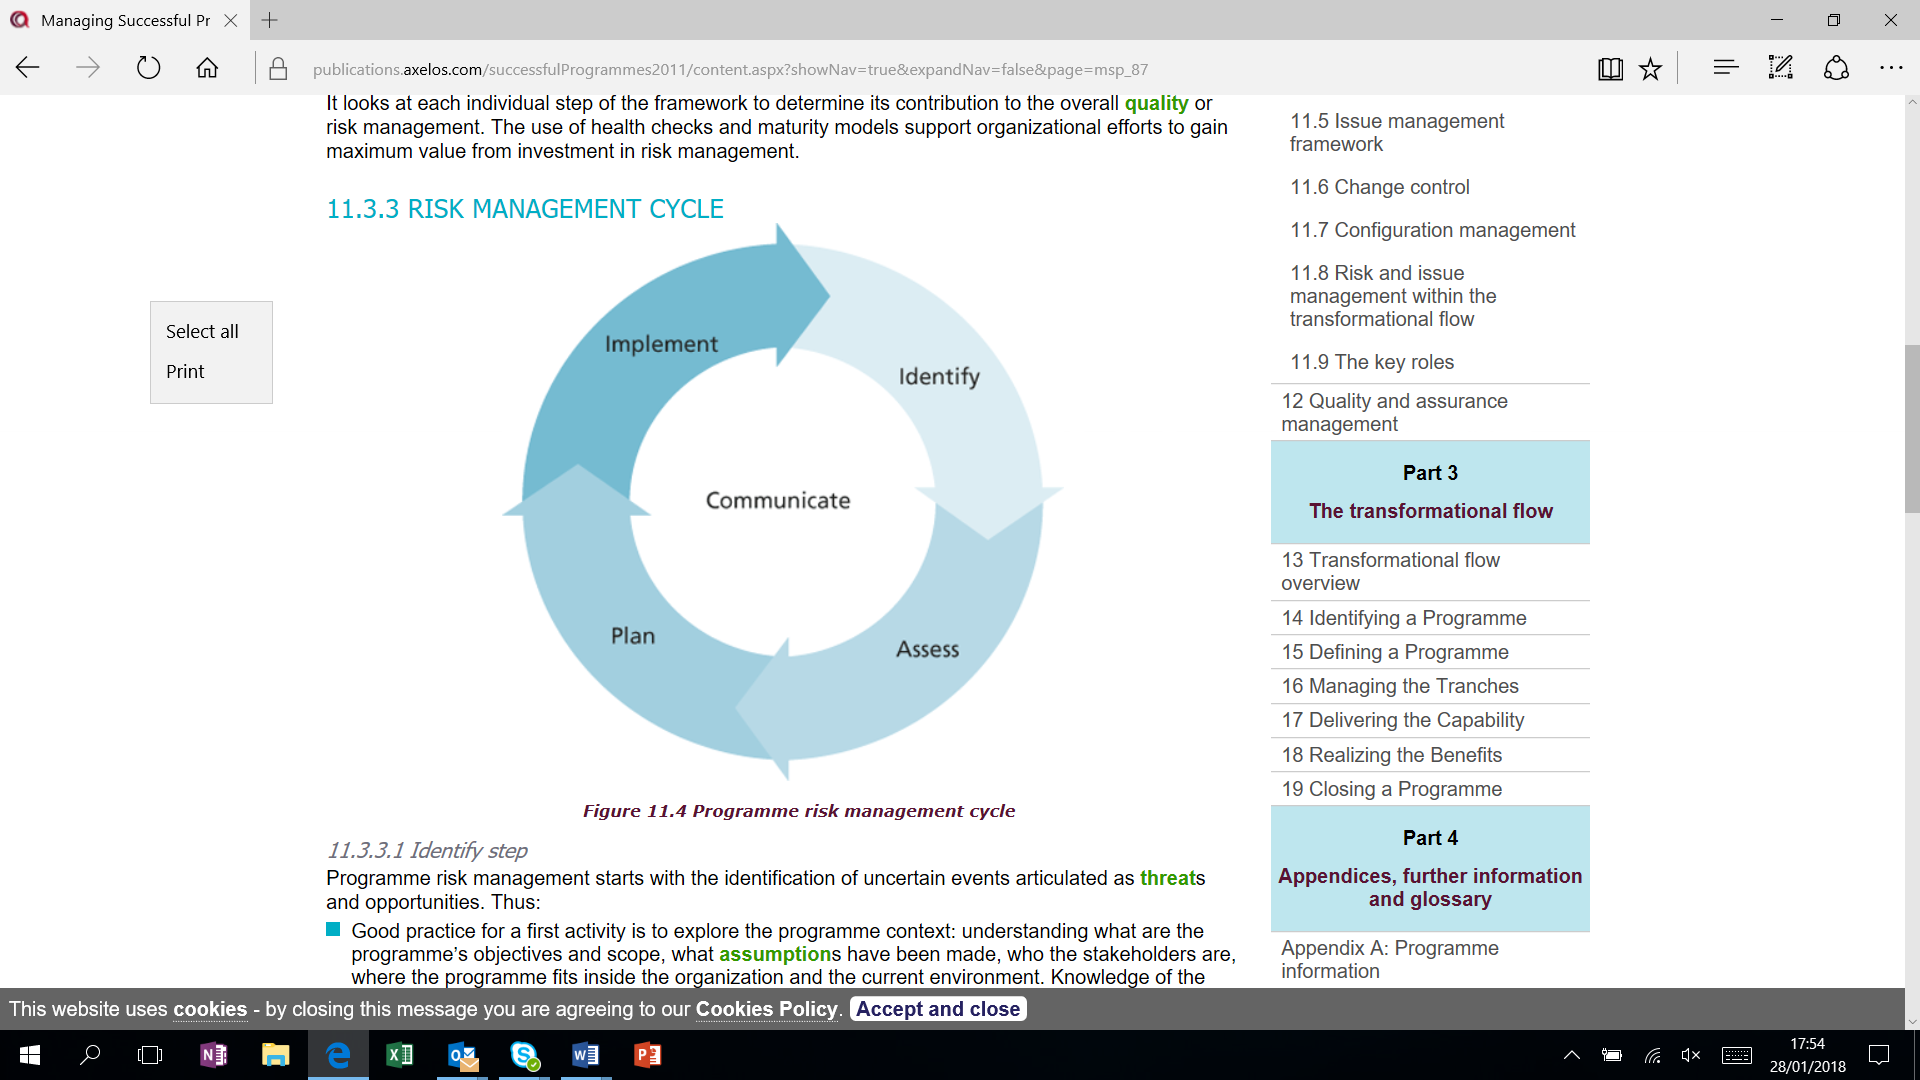 Managing Successful Pr
publications.axelos.com/successfulProgrammes2011/content.aspx?showNav=true&expandNav=false&page=msp_87
It looks at each individual step of the framework to determine its contribution to the overall quality or
risk management. The use of health checks and maturity models support organizational efforts to gain
maximum value from investment in risk management.
11.3.3 RISK MANAGEMENT CYCLE
Select all
Print
Implement
Identify
Communicate
Plan
Assess
Figure 11.4 Programme risk management cycle
11.3.3.1 Identify step
Programme risk management starts with the identification of uncertain events articulated as threats
and opportunities. Thus:
Good practice for a first activity is to explore the programme context: understanding what are the
programme's objectives and scope, what assumptions have been made, who the stakeholders are,
where the programme fits inside the organization and the current environment. Knowledge of the
11.5 Issue management
framework
11.6 Change control
11.7 Configuration management
11.8 Risk and issue
management within the
transformational flow
11.9 The key roles
12 Quality and assurance
management
Part 3
The transformational flow
13 Transformational flow
overview
14 Identifying a Programme
15 Defining a Programme
16 Managing the Tranches
17 Delivering the Capability
18 Realizing the Benefits
19 Closing a Programme
Part 4
Appendices, further information
and glossary
Appendix A: Programme
information
This website uses cookies - by closing this message you are agreeing to our Cookies Policy. Accept and close
17:54
28/01/2018